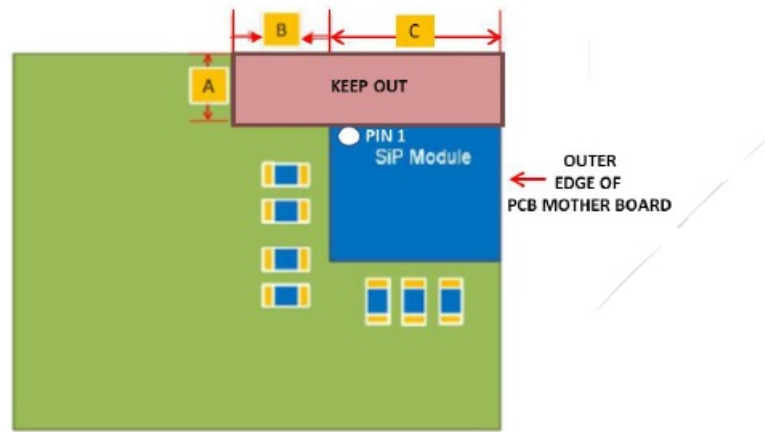 B
C
A
KEEP OUT
PIN 1
SiP Module
OUTER
EDGE OF
PCB MOTHER BOARD